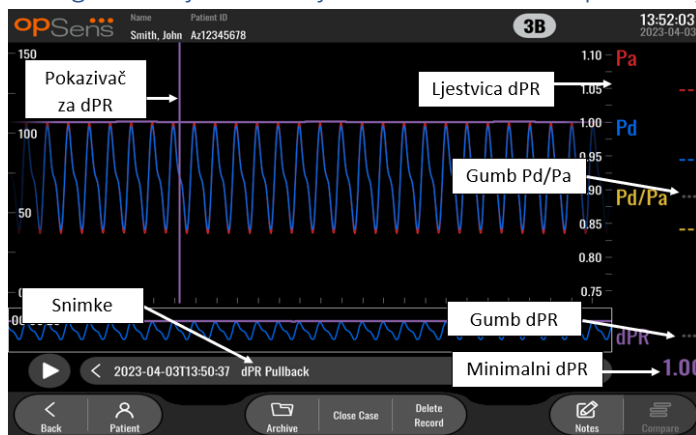 opSens
Name Patient ID
Smith, John Az12345678
3B
13:52:03
2023-04-03
150
1.10
Pa
Pokazivač
za dPR
Ljestvica dPR
1.05
--
100
1.00
Pd
0.95
--
Gumb Pd/Pa
90
Pd/Pa
---
50
0.85
--
0.80
0.75
Snimke
Gumb dPR
dPR
---
2023-04-03T13:50:37 dPR Pullback
Minimalni dPR
1.00
Back
Patient
Archive
Close Case
Delete
Record
Notes
Compare